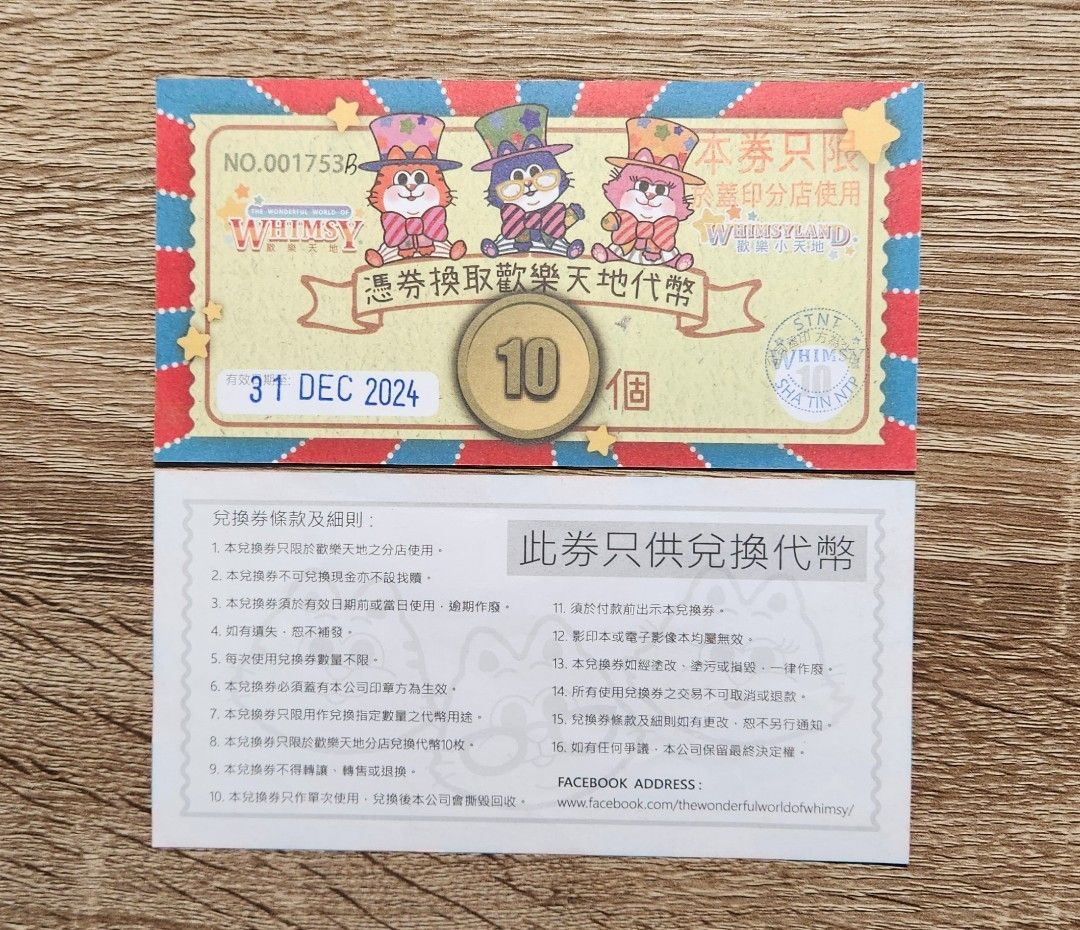 NO.001753B
本券只限
於蓋印分店使用
THE WONDERFUL WORLD OF
WHIMSY
歡樂天地
WHIMSYLAND
歡樂小天地
憑券換取歡樂天地代幣
10
個
有效日期至:
31 DEC 2024
STNT
WHIMSY
10
SHA TIN NTP
兌換券條款及細則 :
此券只供兌換代幣
1. 本兌換券只限於歡樂天地之分店使用。
2. 本兌換券不可兌換現金亦不設找贖。
3. 本兌換券須於有效日期前或當日使用,逾期作廢。
4. 如有遺失,恕不補發。
5. 每次使用兌換券數量不限。
6. 本兌換券必須蓋有本公司印章方為生效。
7. 本兌換券只限用作兌換指定數量之代幣用途。
8. 本兌換券只限於歡樂天地分店兌換代幣10枚。
9. 本兌換券不得轉讓、轉售或退換。
10. 本兌換券只作單次使用,兌換後本公司會撕毀回收。
11. 須於付款前出示本兌換券。
12. 影印本或電子影像本均屬無效。
13. 本兌換券如經塗改、塗污或損毀,一律作廢。
14. 所有使用兌換券之交易不可取消或退款。
15. 兌換券條款及細則如有更改,恕不另行通知。
16. 如有任何爭議,本公司保留最終決定權。
FACEBOOK ADDRESS :
www.facebook.com/thewonderfulworldofwhimsy/